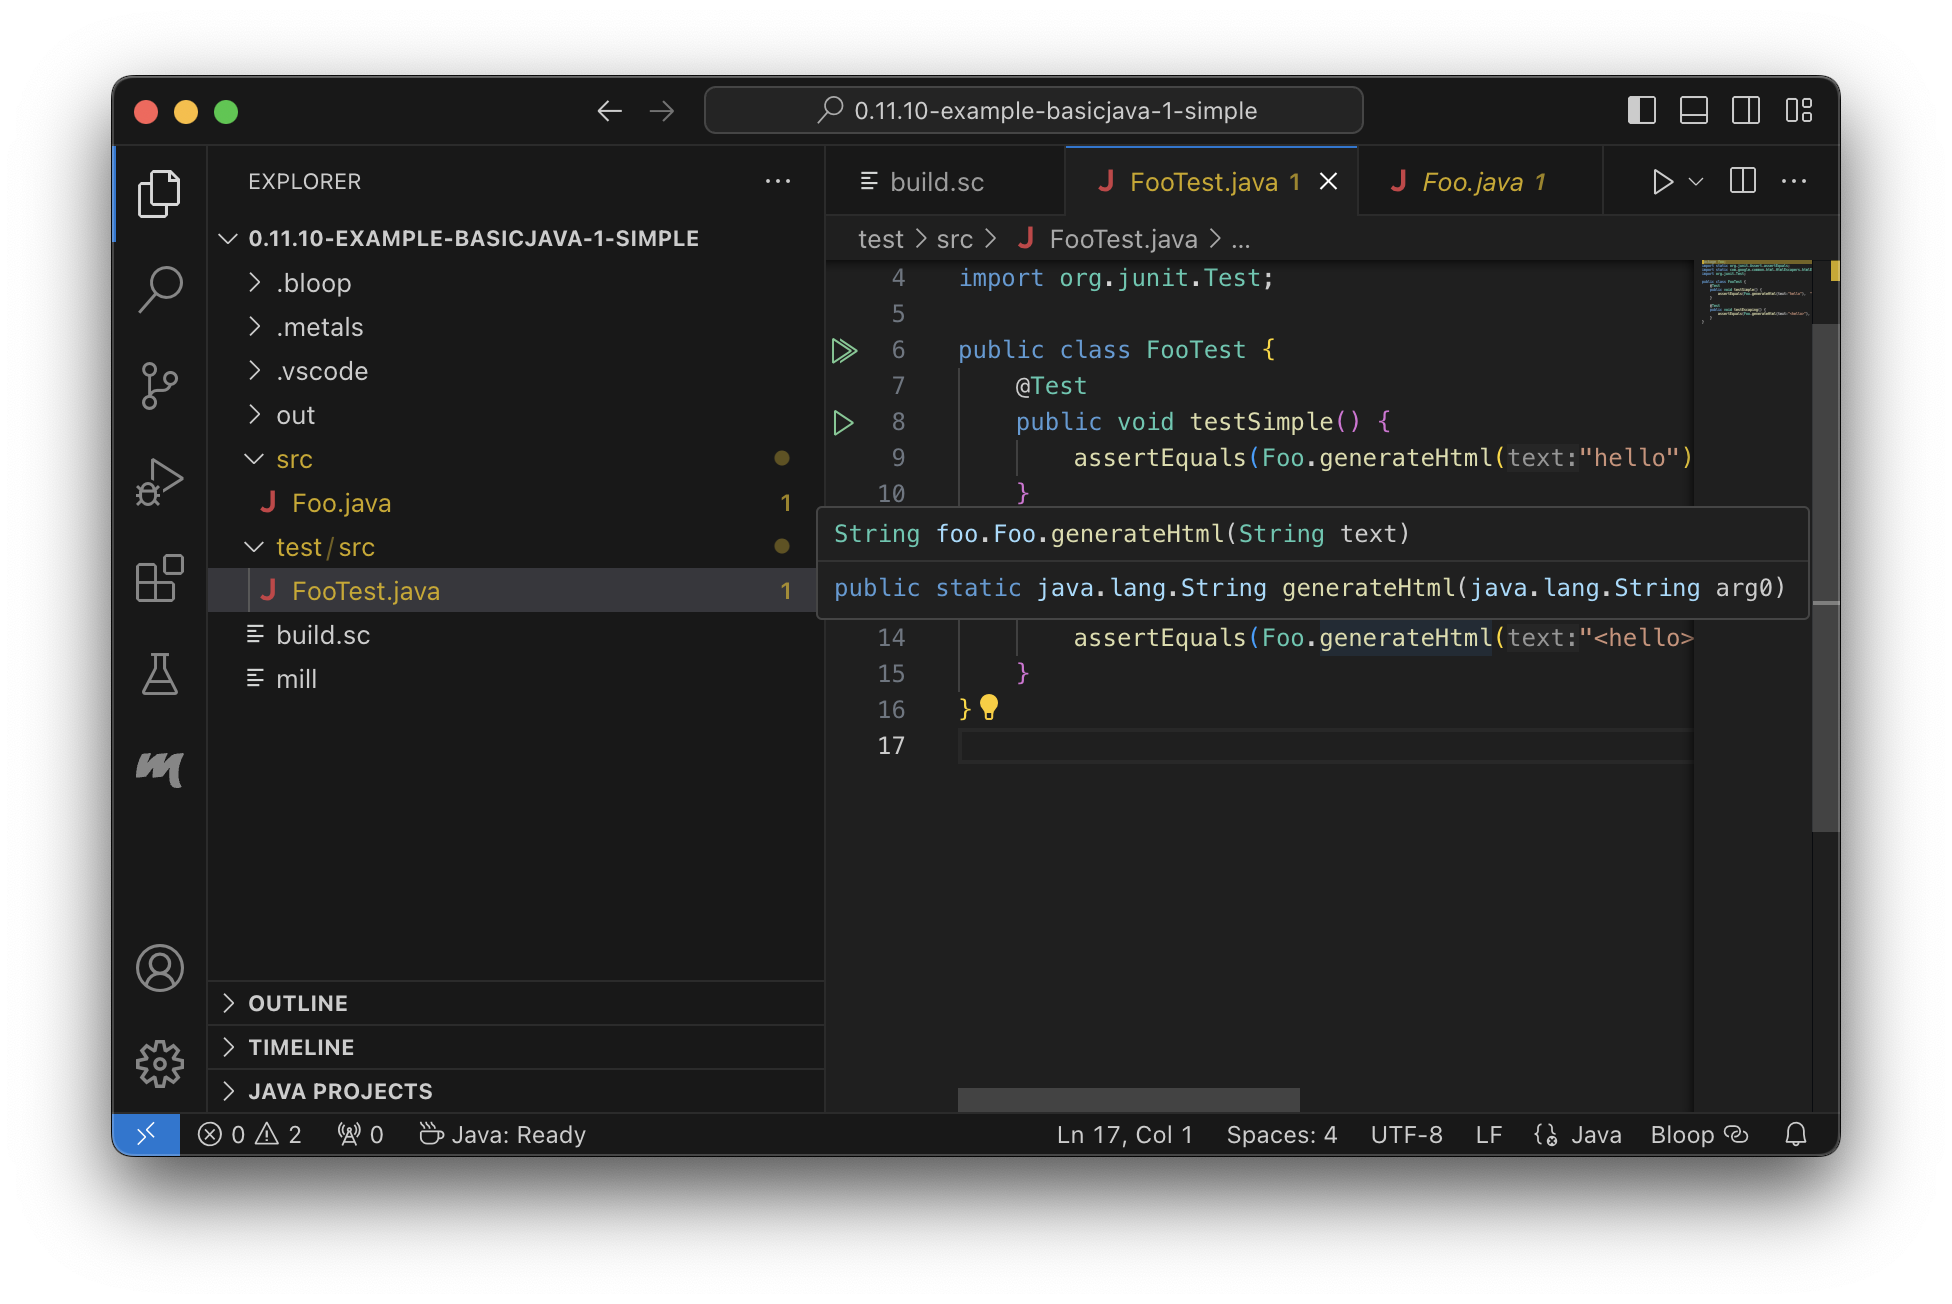 0.11.10-example-basicjava-1-simple
EXPLORER
0.11.10-EXAMPLE-BASICJAVA-1-SIMPLE
.bloop
.metals
.vscode
out
src
Foo.java 1
test/src
FooTest.java 1
build.sc
mill
OUTLINE
TIMELINE
JAVA PROJECTS
build.sc
FooTest.java 1
Foo.java 1
test > src > FooTest.java > ...
4 import org.junit.Test;
5
6 public class FooTest {
7 @Test
8 public void testSimple() {
9 assertEquals(Foo.generateHtml(text:"hello")
10 }
String foo.Foo.generateHtml(String text)
public static java.lang.String generateHtml(java.lang.String arg0)
14 assertEquals(Foo.generateHtml(text:"<hello>
15 }
16 }
17
0 2 0 Java: Ready Ln 17, Col 1 Spaces: 4 UTF-8 LF Java Bloop